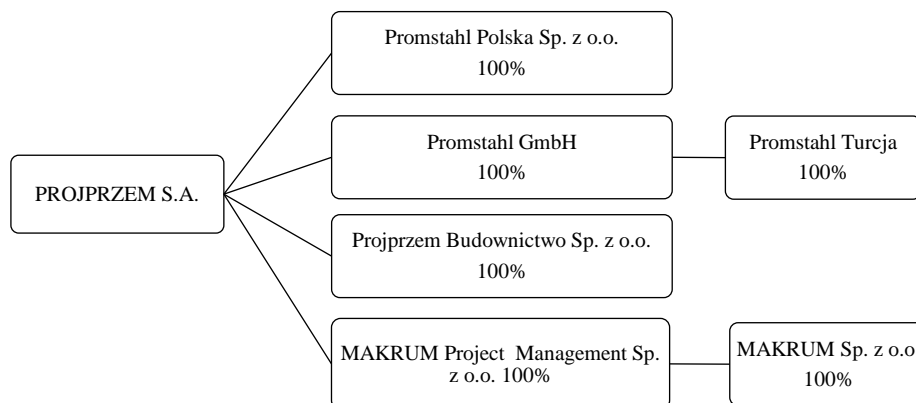 Promstahl Polska Sp. z o.o.
100%
Promstahl GmbH
100%
Promstahl Turcja
100%
PROJPRZEM S.A.
Projprzem Budownictwo Sp. z o.o.
100%
MAKRUM Project Management Sp.
z o.o. 100%
MAKRUM Sp. z o.o
100%